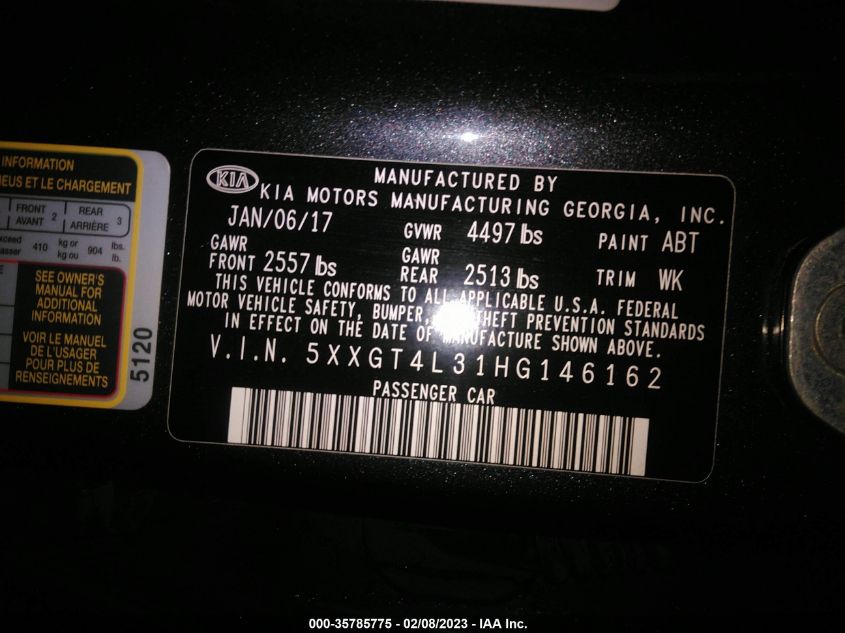 INFORMATION
NEUS ET LE CHARGEMENT
FRONT AVANT 2 | REAR ARRIÈRE 3
410 kg or kg ou 904 lbs. lb.
SEE OWNER'S
MANUAL FOR
ADDITIONAL
INFORMATION
VOIR LE MANUEL
DE L'USAGER
POUR PLUS DE
RENSEIGNEMENTS
5120
KIA
MANUFACTURED BY
KIA MOTORS MANUFACTURING GEORGIA, INC.
JAN/06/17 GVWR 4497 lbs PAINT ABT
GAWR FRONT 2557 lbs GAWR REAR 2513 lbs TRIM WK
THIS VEHICLE CONFORMS TO ALL APPLICABLE U.S.A. FEDERAL
MOTOR VEHICLE SAFETY, BUMPER, THEFT PREVENTION STANDARDS
IN EFFECT ON THE DATE OF MANUFACTURE SHOWN ABOVE.
V.I.N. 5XXGT4L31HG146162
PASSENGER CAR
000-35785775 - 02/08/2023 - IAA Inc.